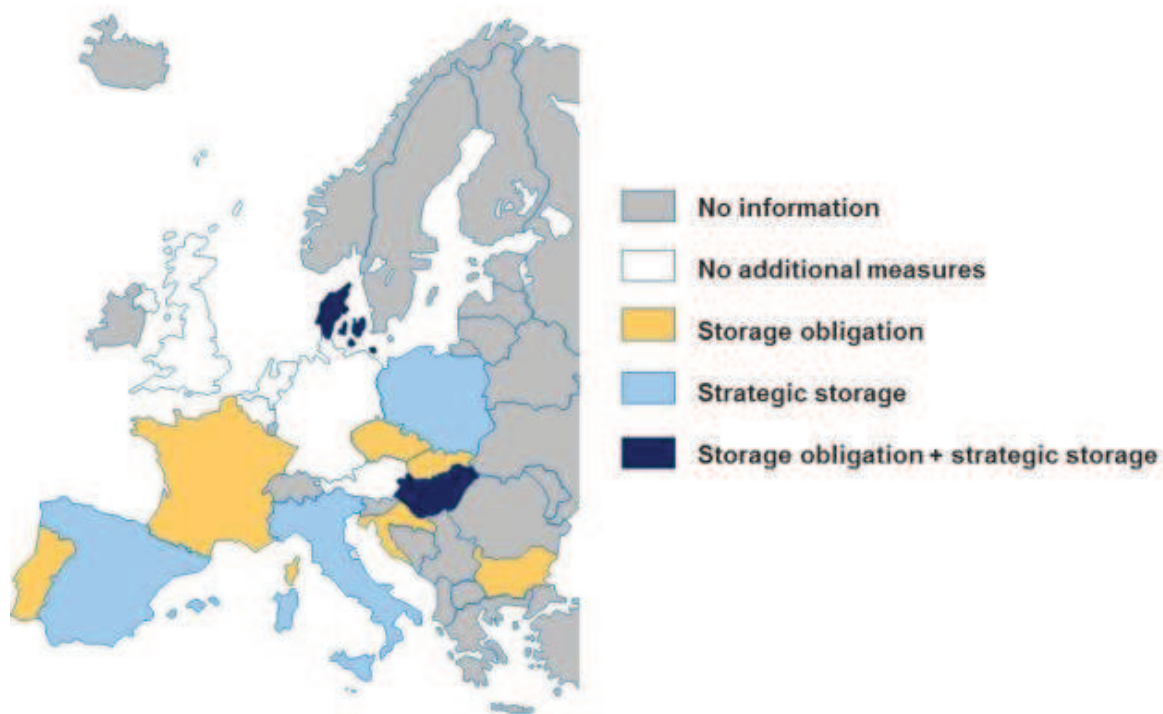 No information
No additional measures
Storage obligation
Strategic storage
Storage obligation + strategic storage